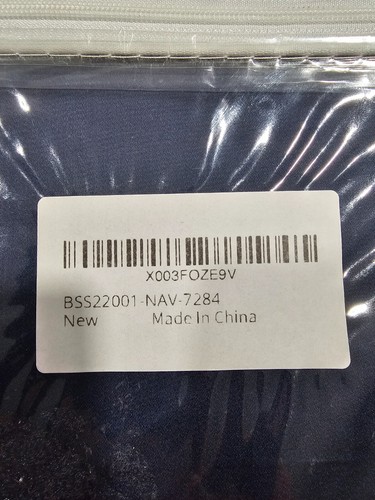 X003FOZE9V
BSS22001-NAV-7284
New Made In China